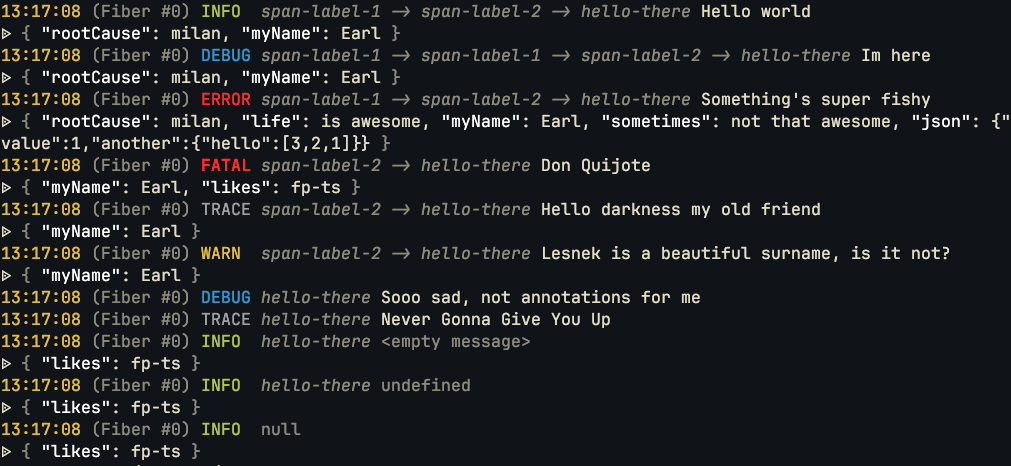 13:17:08 (Fiber #0) INFO  span-label-1 → span-label-2 → hello-there Hello world
ᐅ { "rootCause": milan, "myName": Earl }
13:17:08 (Fiber #0) DEBUG span-label-1 → span-label-1 → span-label-2 → hello-there Im here
ᐅ { "rootCause": milan, "myName": Earl }
13:17:08 (Fiber #0) ERROR span-label-1 → span-label-2 → hello-there Something's super fishy
ᐅ { "rootCause": milan, "life": is awesome, "myName": Earl, "sometimes": not that awesome, "json": {"
value":1,"another":{"hello":[3,2,1]}} }
13:17:08 (Fiber #0) FATAL span-label-2 → hello-there Don Quijote
ᐅ { "myName": Earl, "likes": fp-ts }
13:17:08 (Fiber #0) TRACE span-label-2 → hello-there Hello darkness my old friend
ᐅ { "myName": Earl }
13:17:08 (Fiber #0) WARN  span-label-2 → hello-there Lesnek is a beautiful surname, is it not?
ᐅ { "myName": Earl }
13:17:08 (Fiber #0) DEBUG hello-there Sooo sad, not annotations for me
13:17:08 (Fiber #0) TRACE hello-there Never Gonna Give You Up
13:17:08 (Fiber #0) INFO  hello-there <empty message>
ᐅ { "likes": fp-ts }
13:17:08 (Fiber #0) INFO  hello-there undefined
ᐅ { "likes": fp-ts }
13:17:08 (Fiber #0) INFO  null
ᐅ { "likes": fp-ts }